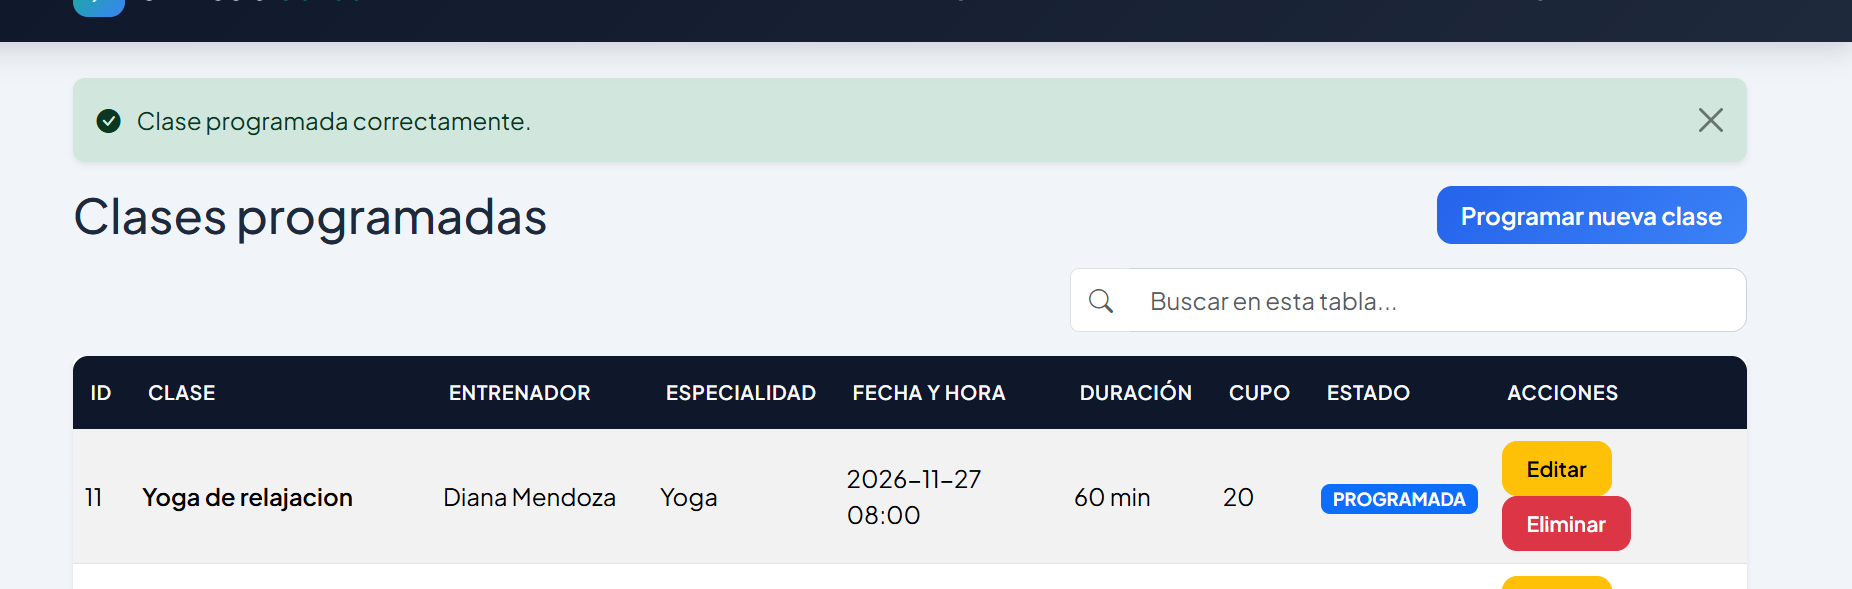 Clase programada correctamente.
Clases programadas
Programar nueva clase
Buscar en esta tabla...
ID CLASE ENTRENADOR ESPECIALIDAD FECHA Y HORA DURACIÓN CUPO ESTADO ACCIONES
11 Yoga de relajacion Diana Mendoza Yoga 2026-11-27 08:00 60 min 20 PROGRAMADA Editar
Eliminar